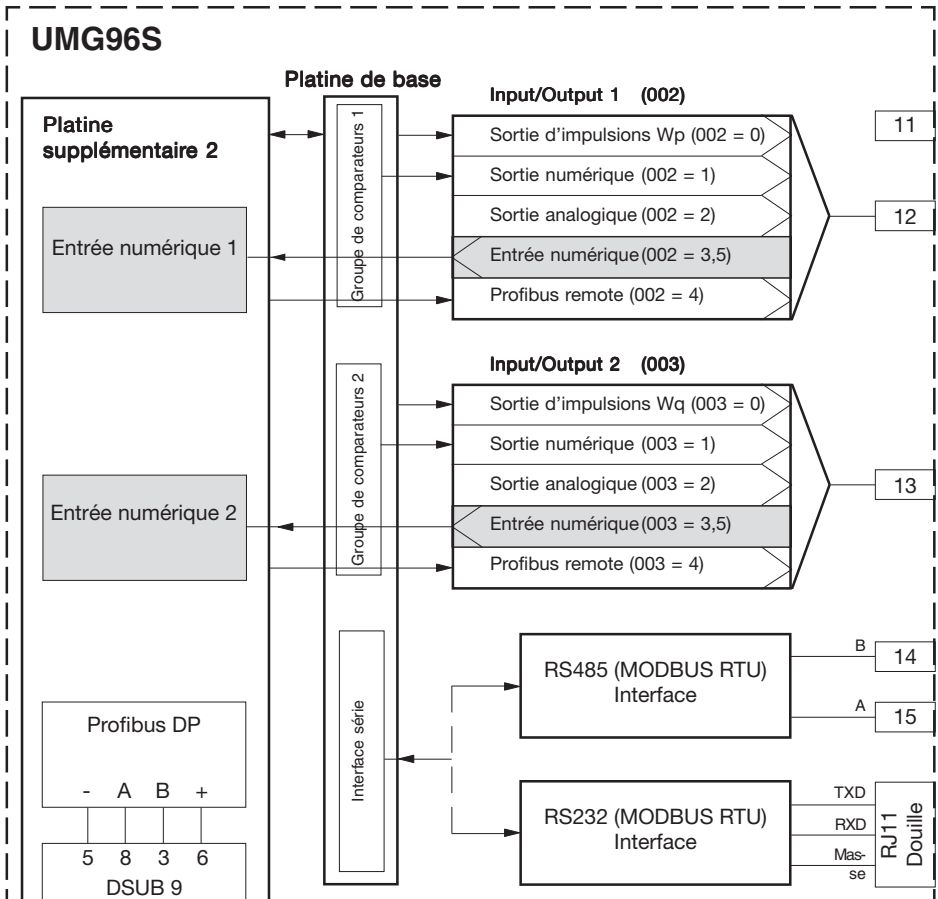 UMG96S
Platine de base
Platine
supplémentaire 2
Entrée numérique 1
Entrée numérique 2
Profibus DP
- A B +
5 8 3 6
DSUB 9
Groupe de comparateurs 1
Groupe de comparateurs 2
Interface série
Input/Output 1 (002)
Sortie d'impulsions Wp (002 = 0)
Sortie numérique (002 = 1)
Sortie analogique (002 = 2)
Entrée numérique (002 = 3,5)
Profibus remote (002 = 4)
11
12
Input/Output 2 (003)
Sortie d'impulsions Wq (003 = 0)
Sortie numérique (003 = 1)
Sortie analogique (003 = 2)
Entrée numérique (003 = 3,5)
Profibus remote (003 = 4)
13
RS485 (MODBUS RTU)
Interface
B 14
A 15
RS232 (MODBUS RTU)
Interface
TXD
RXD
Mas-
se
RJ11
Douille